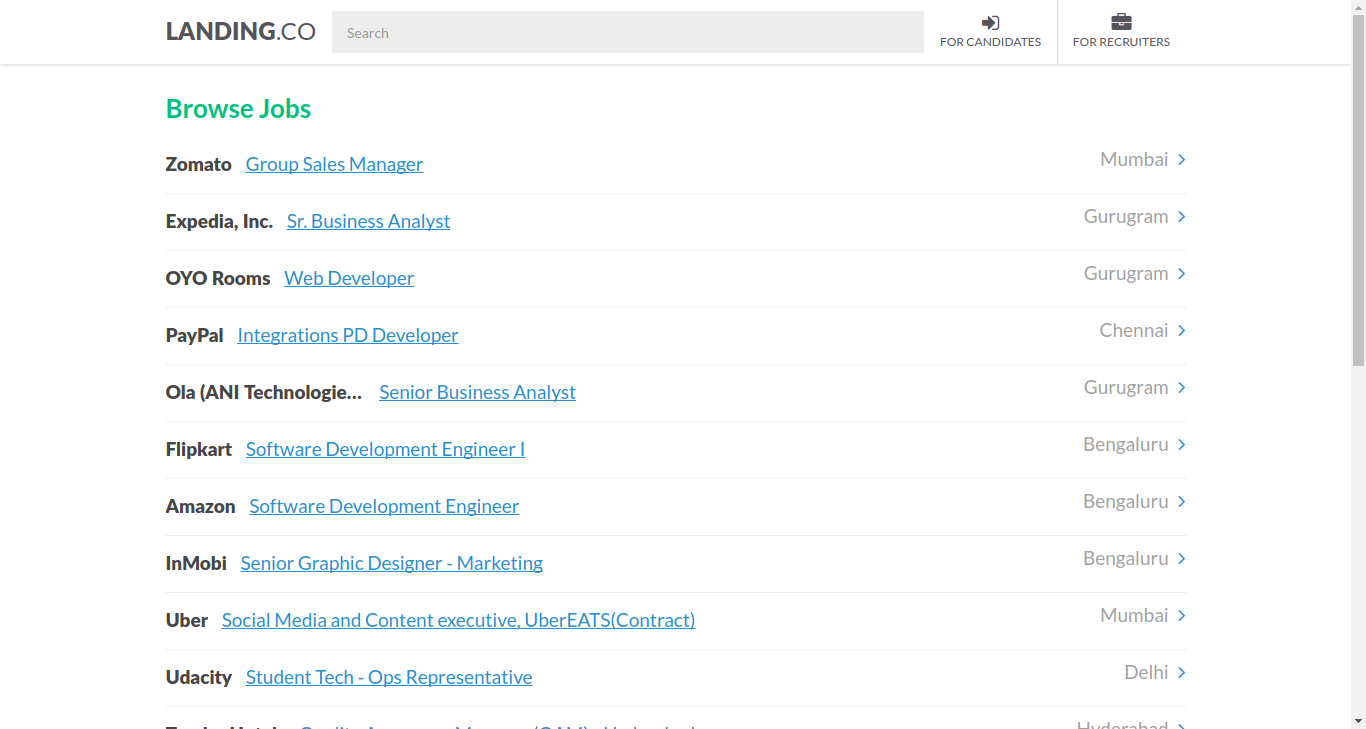 LANDING.CO
Search
FOR CANDIDATES
FOR RECRUITERS
Browse Jobs
Zomato Group Sales Manager Mumbai
Expedia, Inc. Sr. Business Analyst Gurugram
OYO Rooms Web Developer Gurugram
PayPal Integrations PD Developer Chennai
Ola (ANI Technologie... Senior Business Analyst Gurugram
Flipkart Software Development Engineer I Bengaluru
Amazon Software Development Engineer Bengaluru
InMobi Senior Graphic Designer - Marketing Bengaluru
Uber Social Media and Content executive, UberEATS(Contract) Mumbai
Udacity Student Tech - Ops Representative Delhi
Hyderabad